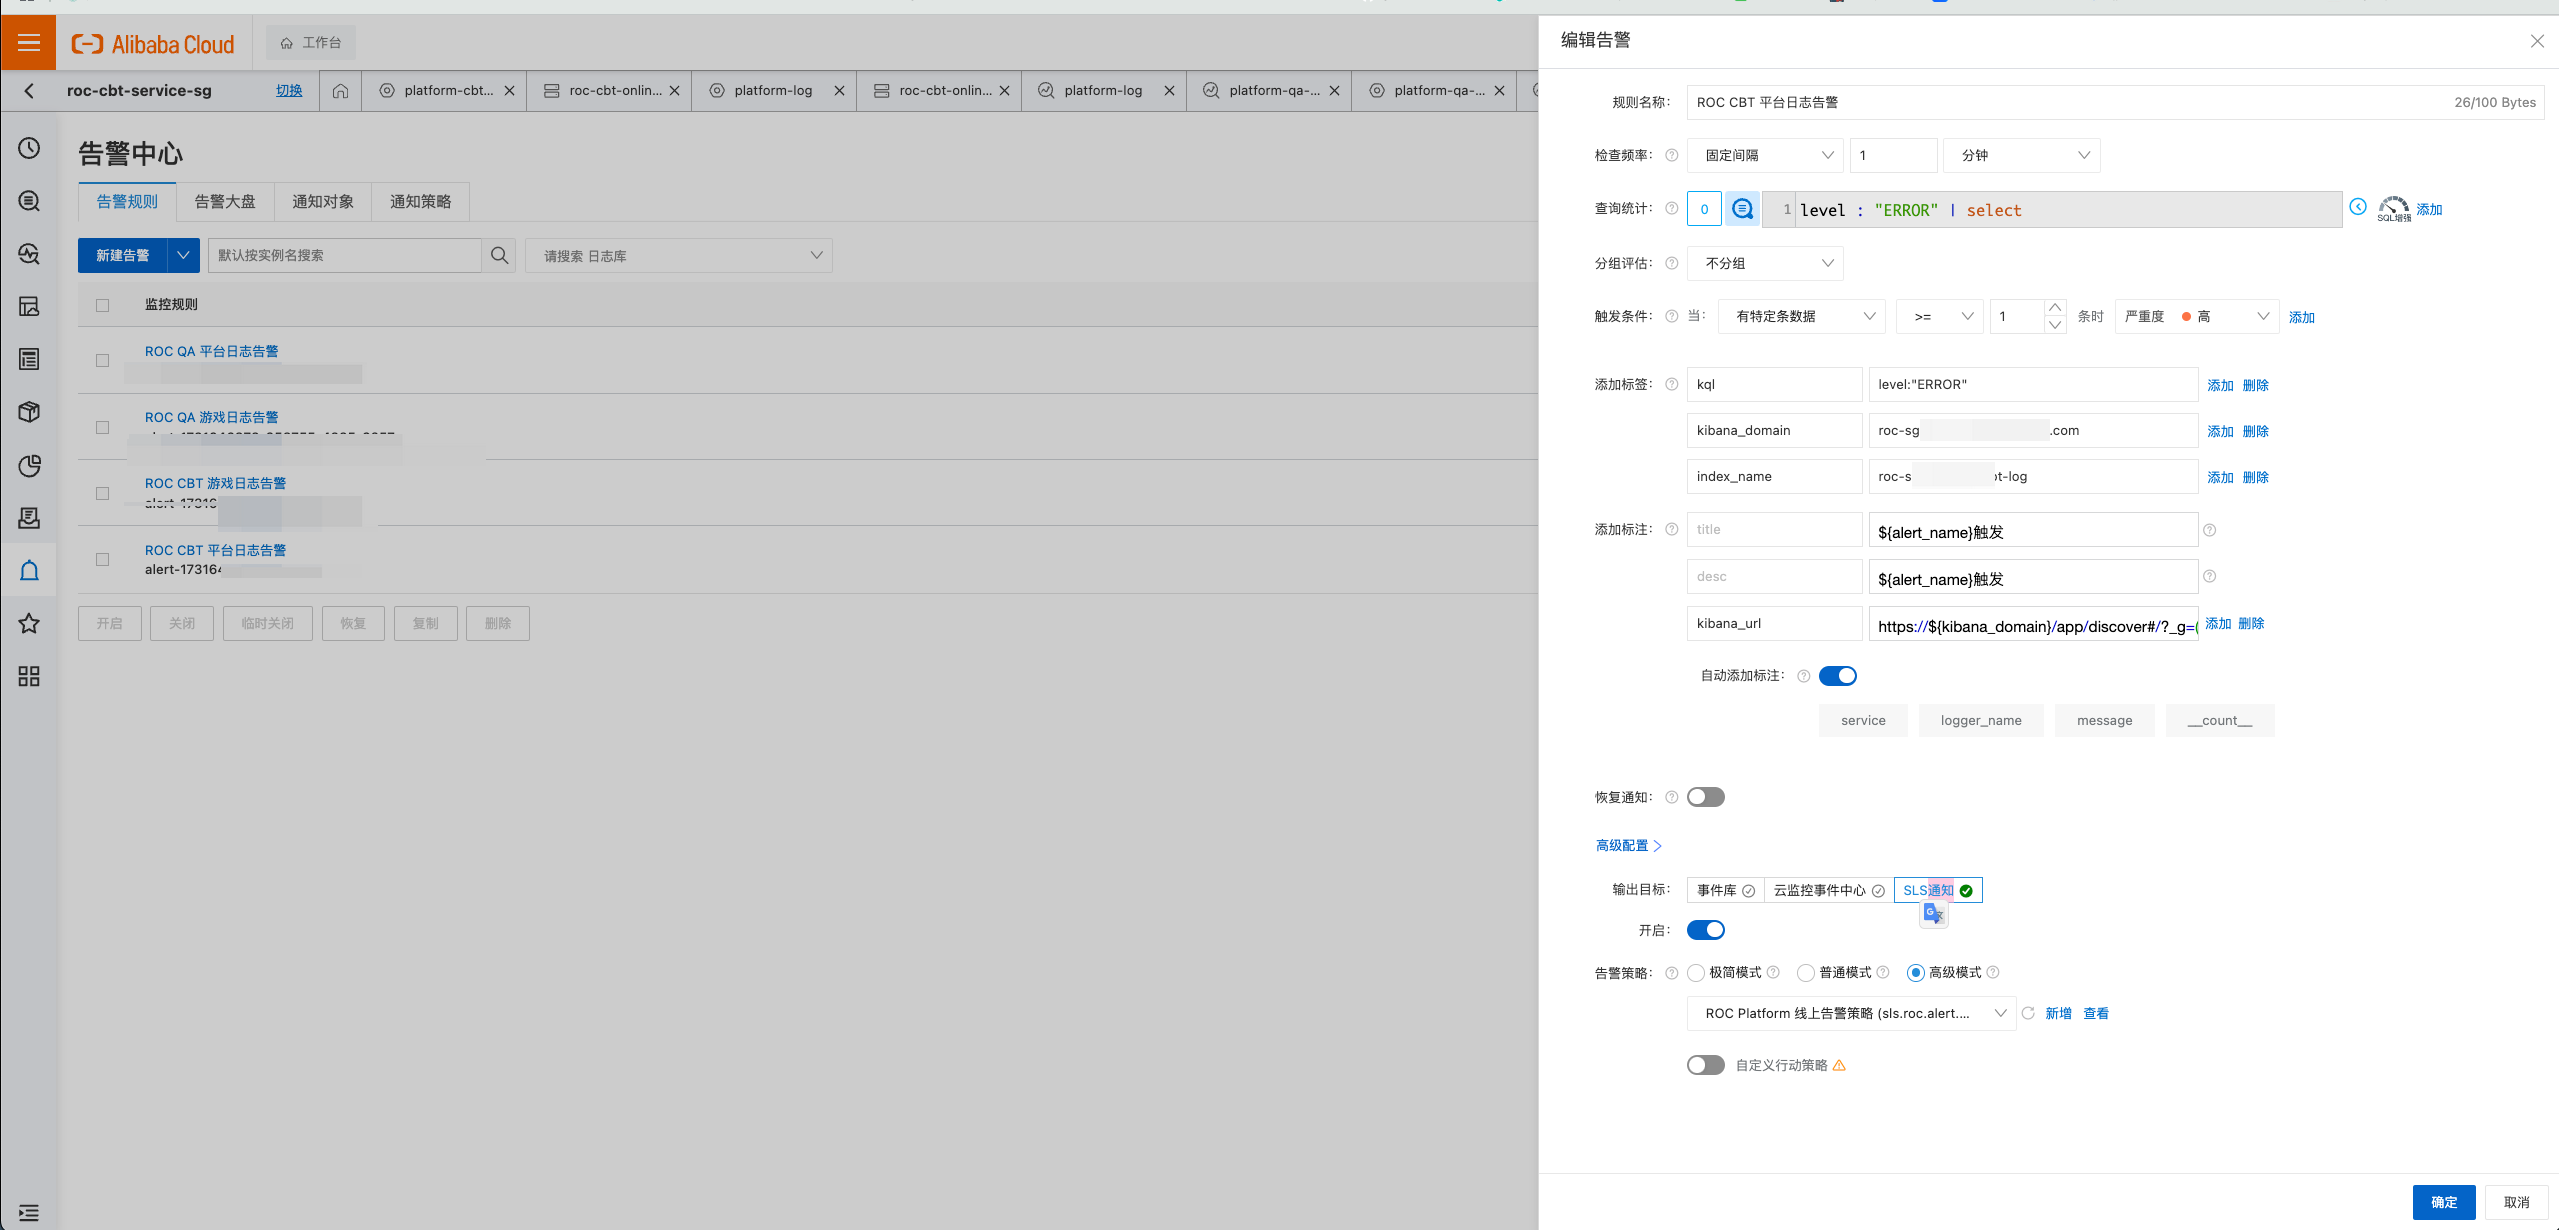 Alibaba Cloud
工作台
roc-cbt-service-sg
切换
platform-cbt...
roc-cbt-onlin...
platform-log
roc-cbt-onlin...
platform-log
platform-qa-...
platform-qa-...
告警中心
告警规则
告警大盘
通知对象
通知策略
新建告警
默认按实例名搜索
请搜索 日志库
监控规则
ROC QA 平台日志告警
ROC QA 游戏日志告警
ROC CBT 游戏日志告警
alert-17316
ROC CBT 平台日志告警
alert-17316
开启
关闭
临时关闭
恢复
复制
删除
编辑告警
规则名称:
ROC CBT 平台日志告警
26/100 Bytes
检查频率:
固定间隔
1
分钟
查询统计:
0
1
level : "ERROR" | select
SQL增强
添加
分组评估:
不分组
触发条件:
当:
有特定条数据
>=
1
条时
严重度
高
添加
添加标签:
kql
level:"ERROR"
添加 删除
kibana_domain
roc-sg
.com
添加 删除
index_name
roc-s
t-log
添加 删除
添加标注:
title
${alert_name}触发
desc
${alert_name}触发
kibana_url
https://${kibana_domain}/app/discover#/?_g=(
添加 删除
自动添加标注:
service
logger_name
message
__count__
恢复通知:
高级配置
输出目标:
事件库
云监控事件中心
SLS通知
开启:
告警策略:
极简模式
普通模式
高级模式
ROC Platform 线上告警策略 (sls.roc.alert....
新增 查看
自定义行动策略
确定
取消